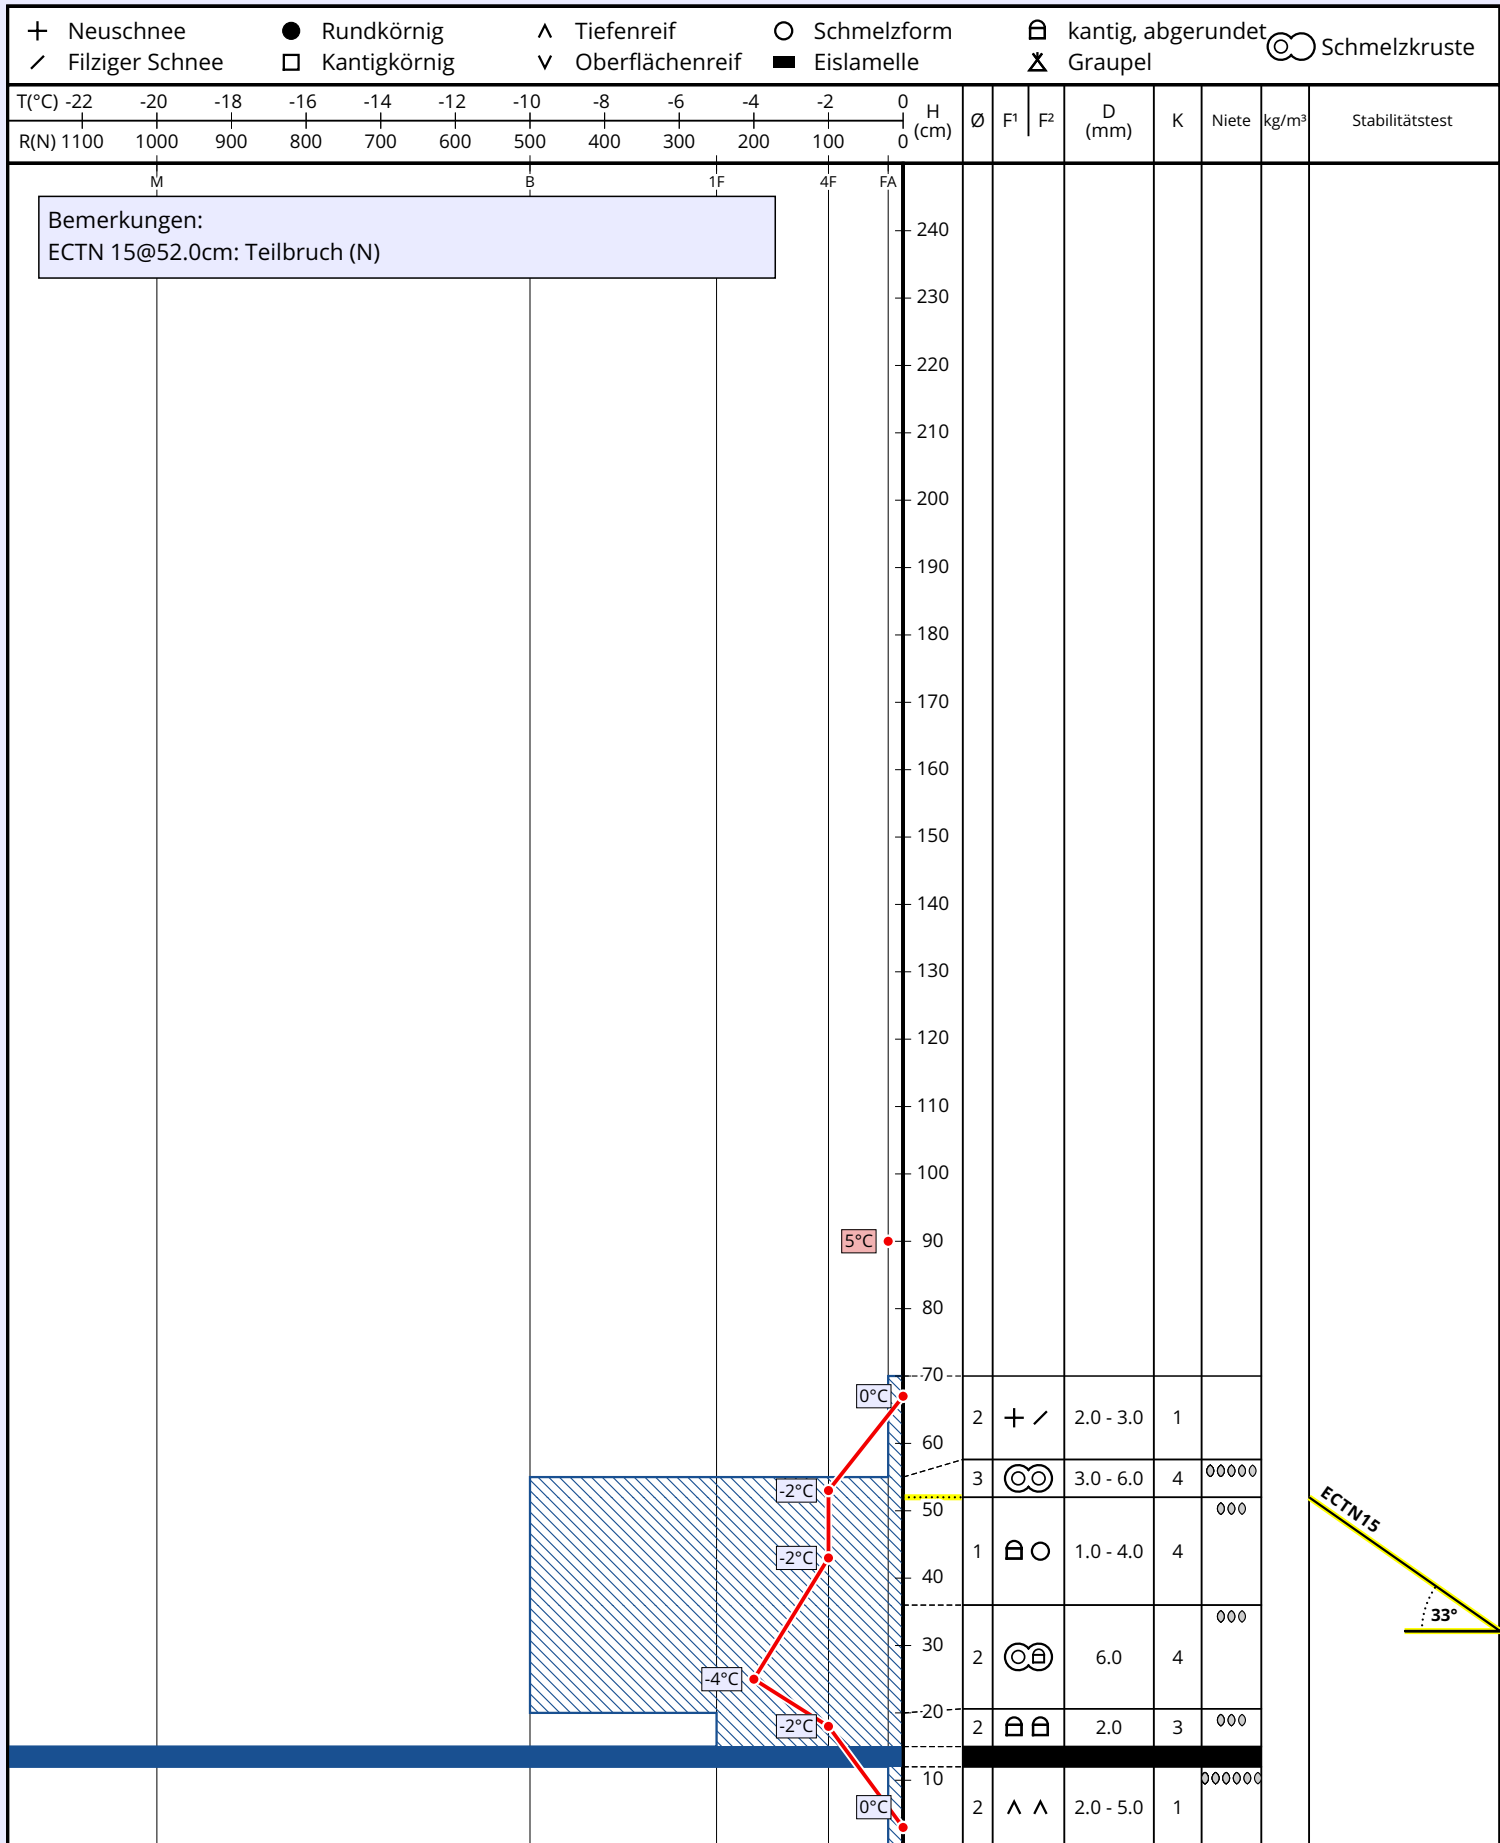 Neuschnee Rundkörnig Tiefenreif Schmelzform kantig, abgerundet Schmelzkruste
Filziger Schnee Kantigkörnig Oberflächenreif Eislamelle Graupel
T(°C) -22 -20 -18 -16 -14 -12 -10 -8 -6 -4 -2 0
R(N) 1100 1000 900 800 700 600 500 400 300 200 100 0
H (cm) Ø F¹ F² D (mm) K Niete kg/m³ Stabilitätstest
M B 1F 4F FA
Bemerkungen:
ECTN 15@52.0cm: Teilbruch (N)
240
230
220
210
200
190
180
170
160
150
140
130
120
110
100
5°C 90
80
70
0°C
2 2.0 - 3.0 1
60
3 3.0 - 6.0 4
-2°C
50
ECTN15
-2°C 1 1.0 - 4.0 4
40
33°
30
2 6.0 4
-4°C
20
-2°C 2 2.0 3
10
0°C 2 2.0 - 5.0 1